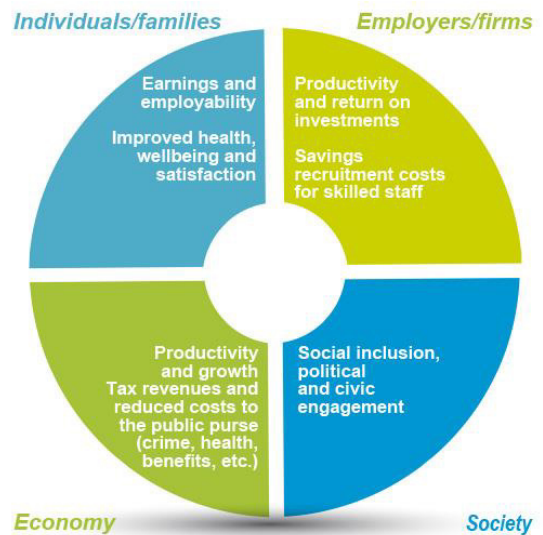 Individuals/families
Employers/firms
Earnings and
employability
Improved health,
wellbeing and
satisfaction
Productivity
and return on
investments
Savings
recruitment costs
for skilled staff
Productivity
and growth
Tax revenues and
reduced costs to
the public purse
(crime, health,
benefits, etc.)
Social inclusion,
political
and civic
engagement
Economy
Society